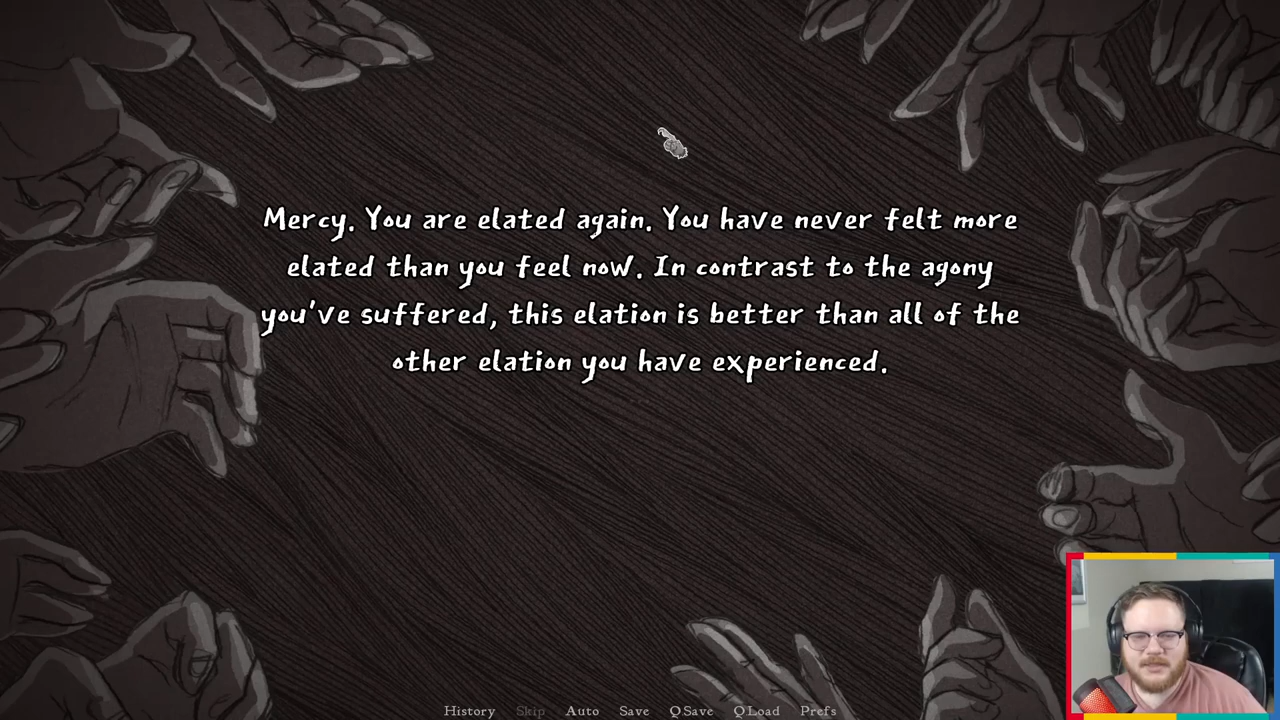 Mercy. You are elated again. You have never felt more
elated than you feel now. In contrast to the agony
you've suffered, this elation is better than all of the
other elation you have experienced.
History Skip Auto Save Q.Save Q.Load Prefs